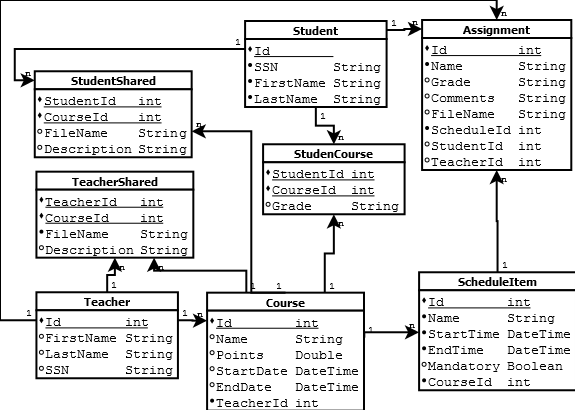 Student
Id
SSN String
FirstName String
LastName String
1
1
n
n
Assignment
Id int
Name String
Grade String
Comments String
FileName String
ScheduleId int
StudentId int
TeacherId int
n
1
n
StudentShared
StudentId int
CourseId int
FileName String
Description String
n
1
n
StudenCourse
StudentId int
CourseId int
Grade String
n
TeacherShared
TeacherId int
CourseId int
FileName String
Description String
n
n
1
1
1
1
1
Teacher
Id int
FirstName String
LastName String
SSN String
1
1
n
Course
Id int
Name String
Points Double
StartDate DateTime
EndDate DateTime
TeacherId int
1
n
ScheduleItem
Id int
Name String
StartTime DateTime
EndTime DateTime
Mandatory Boolean
CourseId int